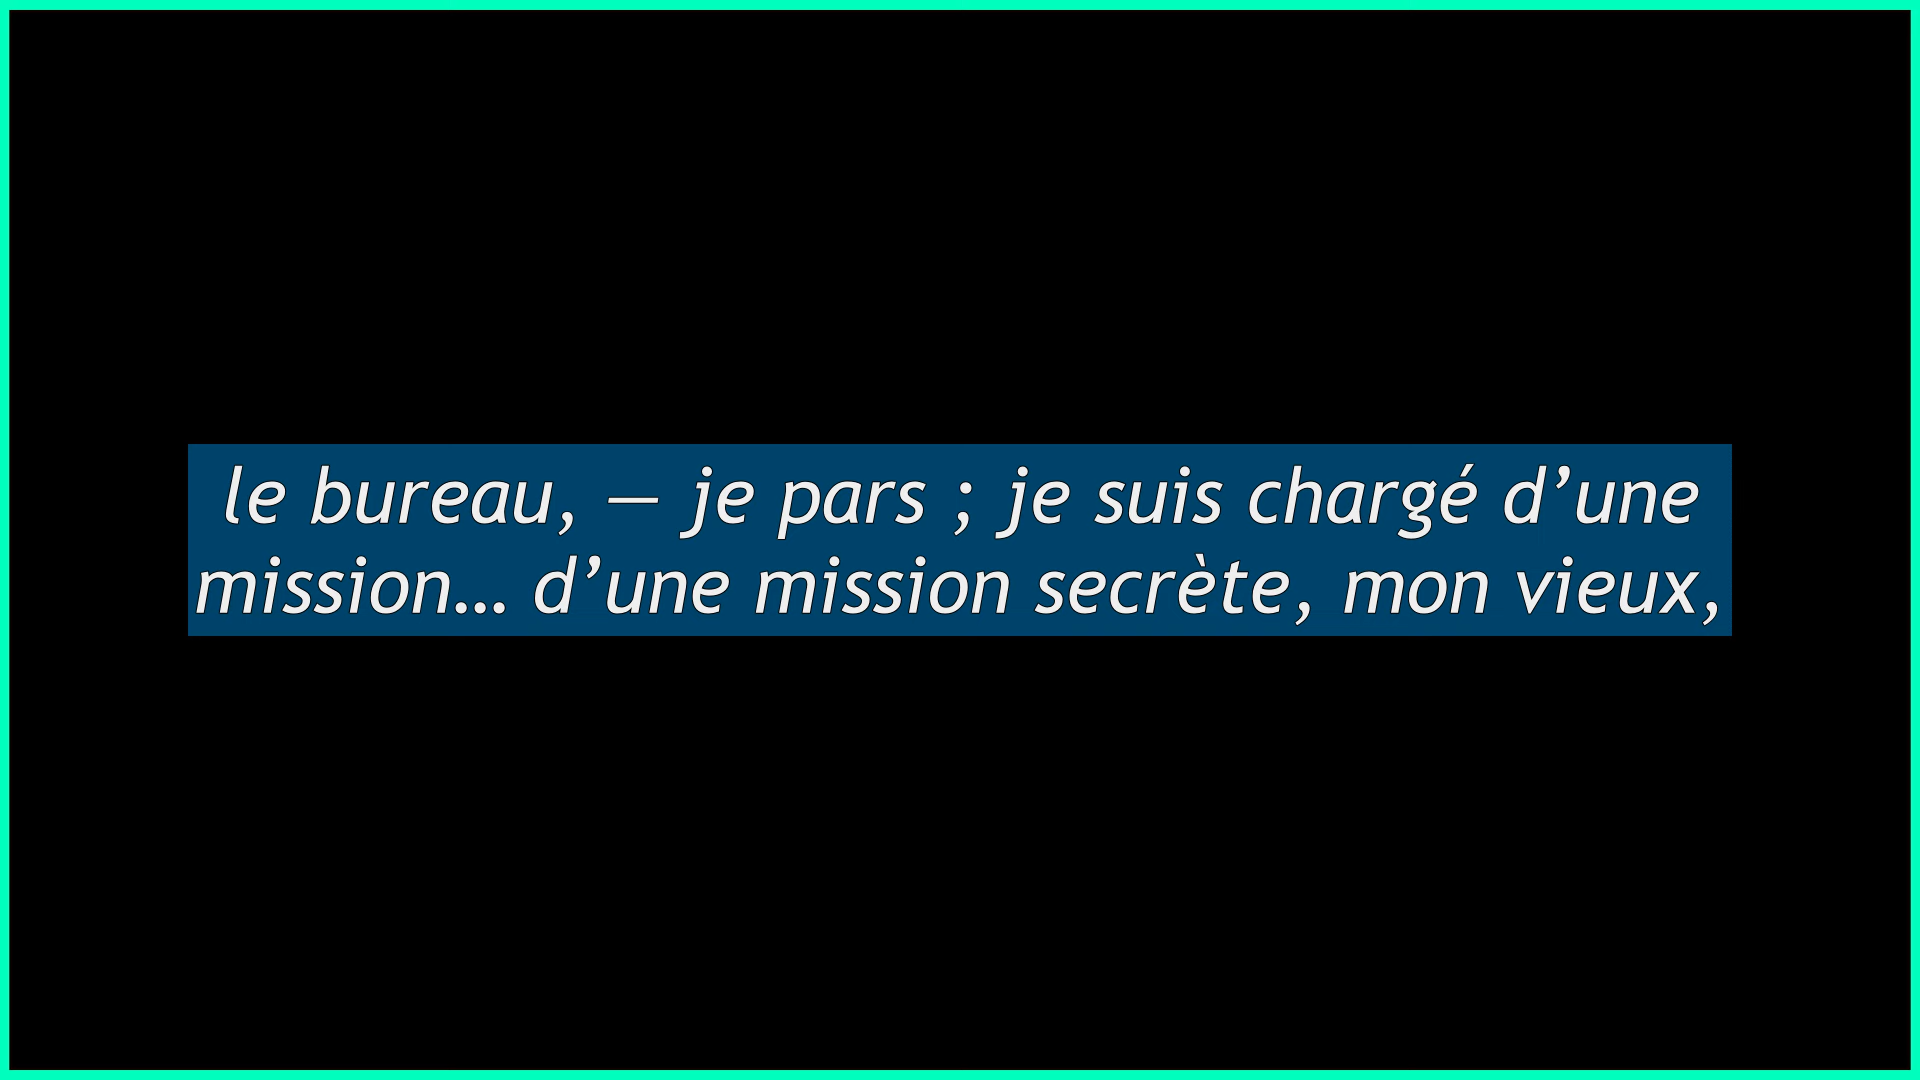 le bureau, — je pars ; je suis chargé d’une
mission… d’une mission secrète, mon vieux,